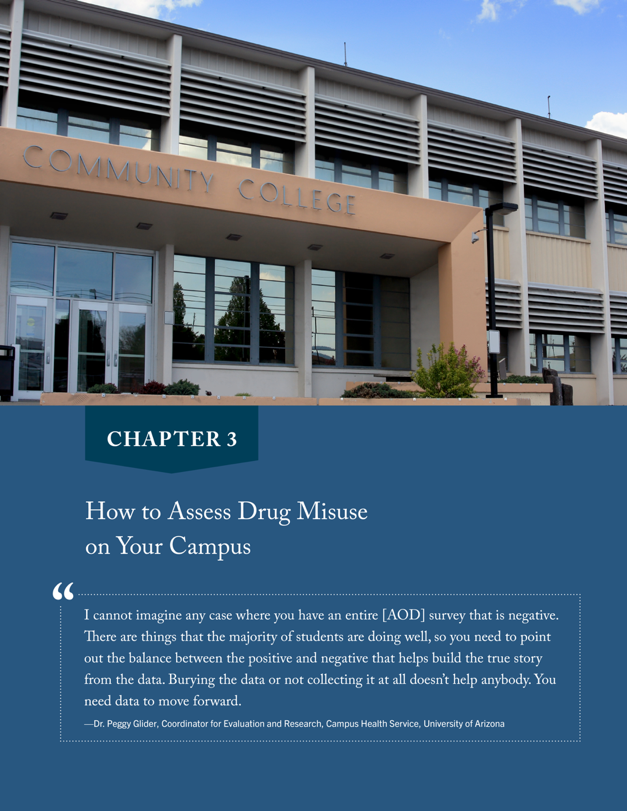 COMMUNITY COLLEGE
CHAPTER 3
How to Assess Drug Misuse
on Your Campus
“
I cannot imagine any case where you have an entire [AOD] survey that is negative.
There are things that the majority of students are doing well, so you need to point
out the balance between the positive and negative that helps build the true story
from the data. Burying the data or not collecting it at all doesn’t help anybody. You
need data to move forward.
—Dr. Peggy Glider, Coordinator for Evaluation and Research, Campus Health Service, University of Arizona